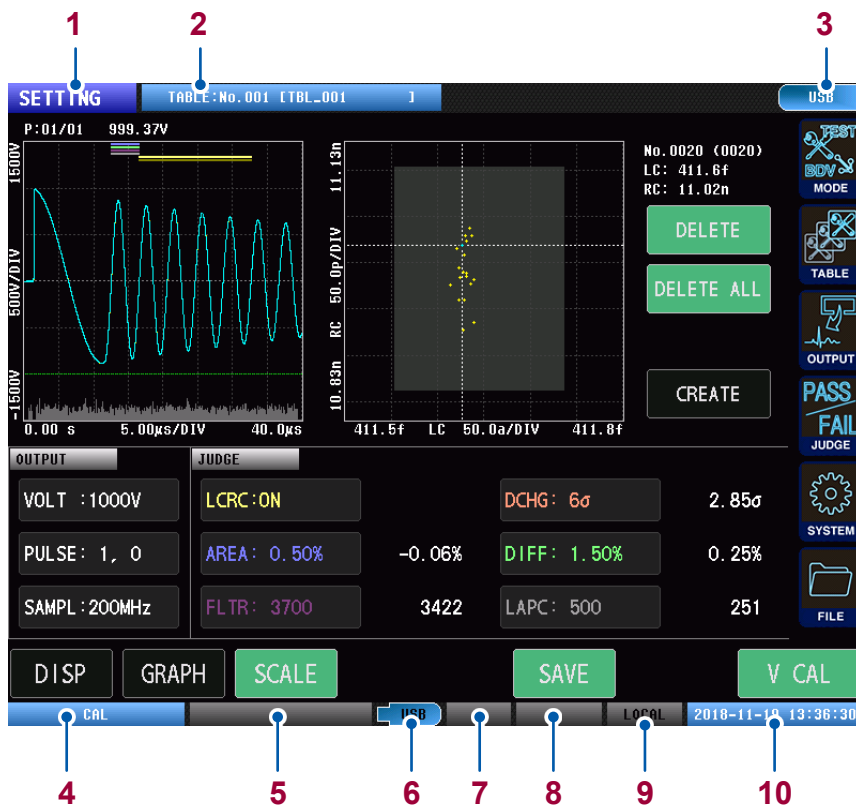 1 2 3
SETTING TABLE:No.001 [TBL_001 ] USB
P:01/01 999.37V
1500V
500V/DIV
-1500V
0.00 s 5.00µs/DIV 40.0µs
11.13n
RC 50.0p/DIV
10.83n
411.5f LC 50.0a/DIV 411.8f
No.0020 (0020)
LC: 411.6f
RC: 11.02n
DELETE
DELETE ALL
CREATE
TEST
BDV
MODE
TABLE
OUTPUT
PASS
FAIL
JUDGE
SYSTEM
FILE
OUTPUT JUDGE
VOLT :1000V LCRC:ON DCHG: 6σ 2.85σ
PULSE: 1, 0 AREA: 0.50% -0.06% DIFF: 1.50% 0.25%
SAMPL:200MHz FLTR: 3700 3422 LAPC: 500 251
DISP GRAPH SCALE SAVE V CAL
CAL USB LOCAL 2018-11-19 13:36:30
4 5 6 7 8 9 10